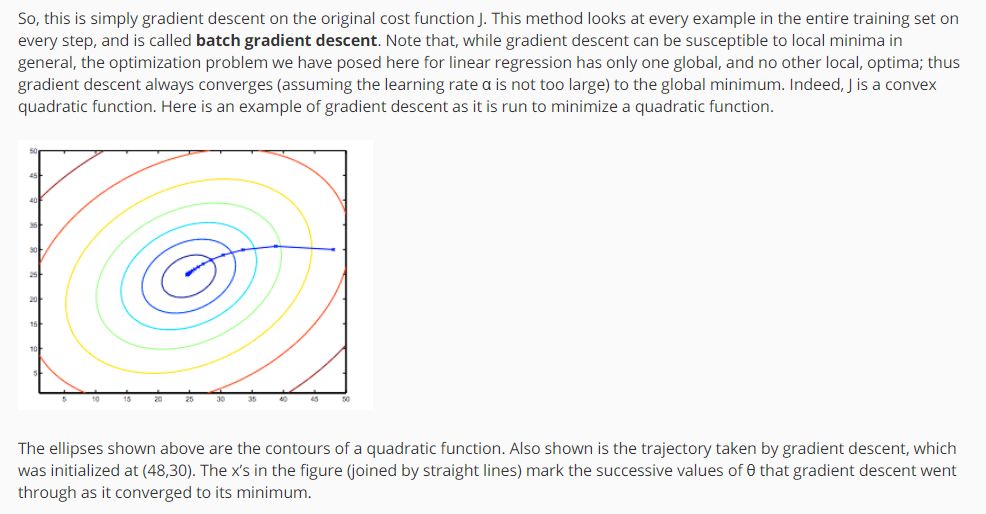 So, this is simply gradient descent on the original cost function J. This method looks at every example in the entire training set on
every step, and is called batch gradient descent. Note that, while gradient descent can be susceptible to local minima in
general, the optimization problem we have posed here for linear regression has only one global, and no other local, optima; thus
gradient descent always converges (assuming the learning rate α is not too large) to the global minimum. Indeed, J is a convex
quadratic function. Here is an example of gradient descent as it is run to minimize a quadratic function.
50
45
40
35
30
25
20
15
10
5
5 10 15 20 25 30 35 40 45 50
The ellipses shown above are the contours of a quadratic function. Also shown is the trajectory taken by gradient descent, which
was initialized at (48,30). The x's in the figure (joined by straight lines) mark the successive values of θ that gradient descent went
through as it converged to its minimum.